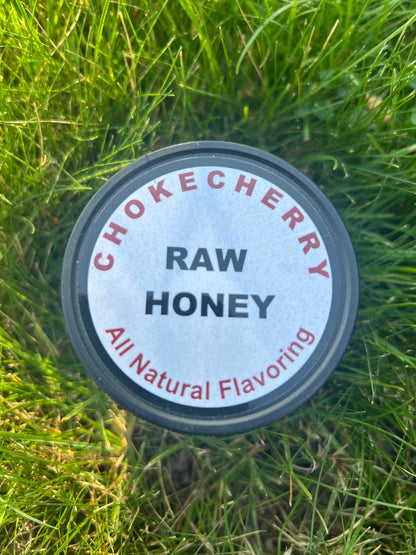 CHOKECHERRY
RAW
HONEY
All Natural Flavoring